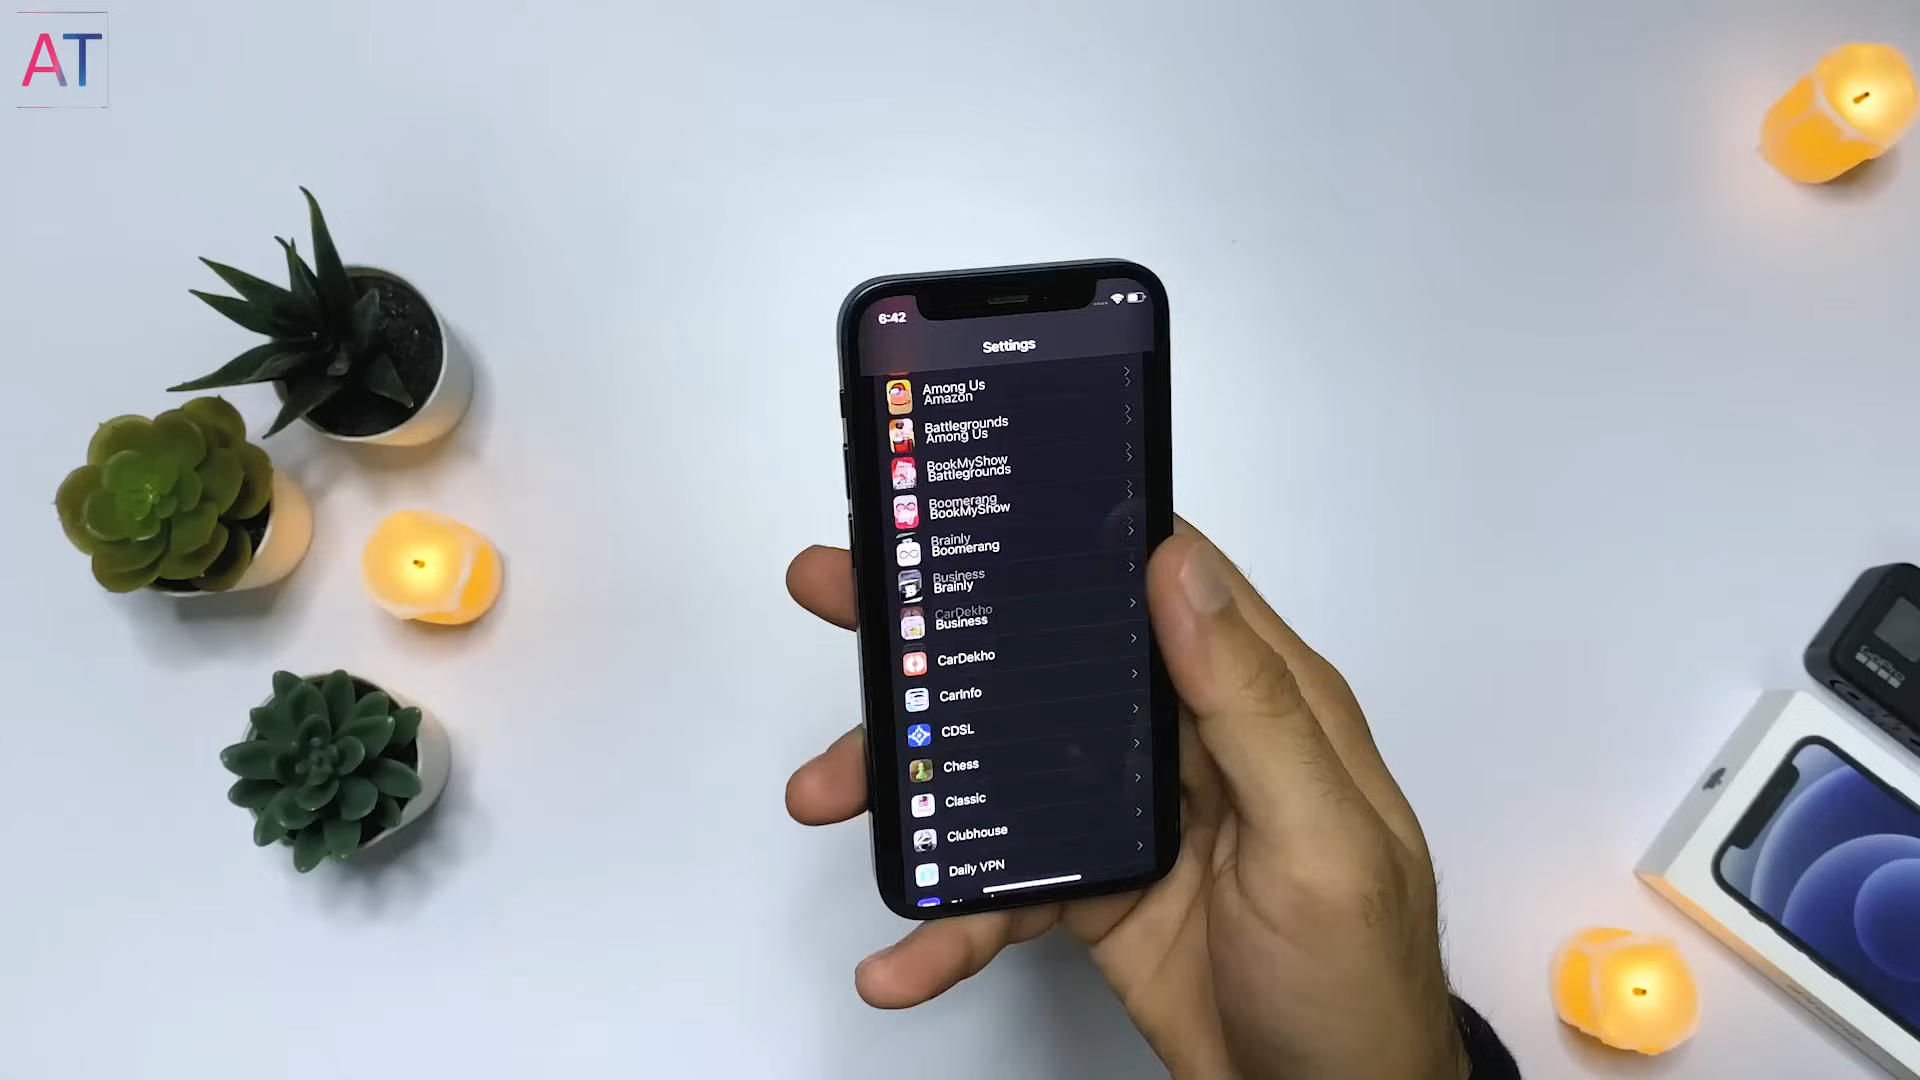 AT
6:42
Settings
Among Us
Amazon
Battlegrounds
Among Us
BookMyShow
Battlegrounds
Boomerang
BookMyShow
Brainly
Boomerang
Business
Brainly
CarDekho
Business
CarDekho
CarInfo
CDSL
Chess
Classic
Clubhouse
Daily VPN
GoPro